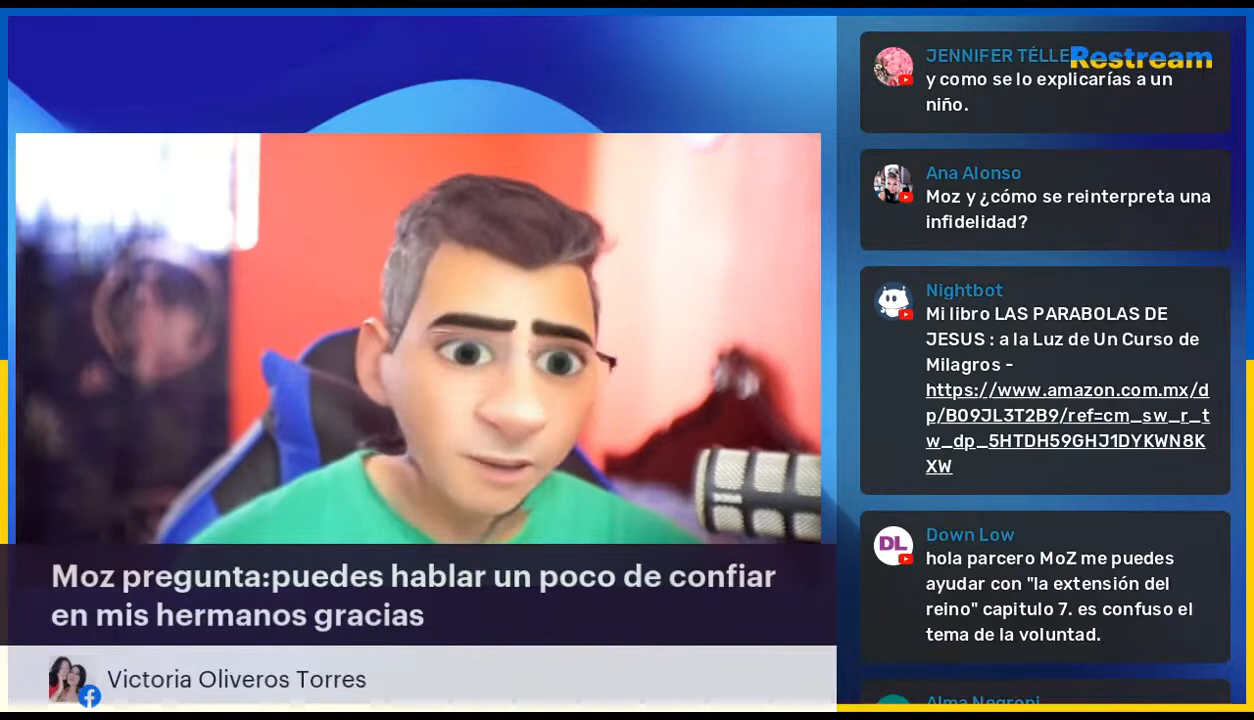 JENNIFER TÉLLE
Restream
y como se lo explicarías a un
niño.
Ana Alonso
Moz y ¿cómo se reinterpreta una
infidelidad?
Nightbot
Mi libro LAS PARABOLAS DE
JESUS : a la Luz de Un Curso de
Milagros -
https://www.amazon.com.mx/d
p/B09JL3T2B9/ref=cm_sw_r_t
w_dp_5HTDH59GHJ1DYKWN8K
XW
DL
Down Low
hola parcero MoZ me puedes
ayudar con "la extensión del
reino" capitulo 7. es confuso el
tema de la voluntad.
Alma Negroni
Moz pregunta:puedes hablar un poco de confiar
en mis hermanos gracias
Victoria Oliveros Torres